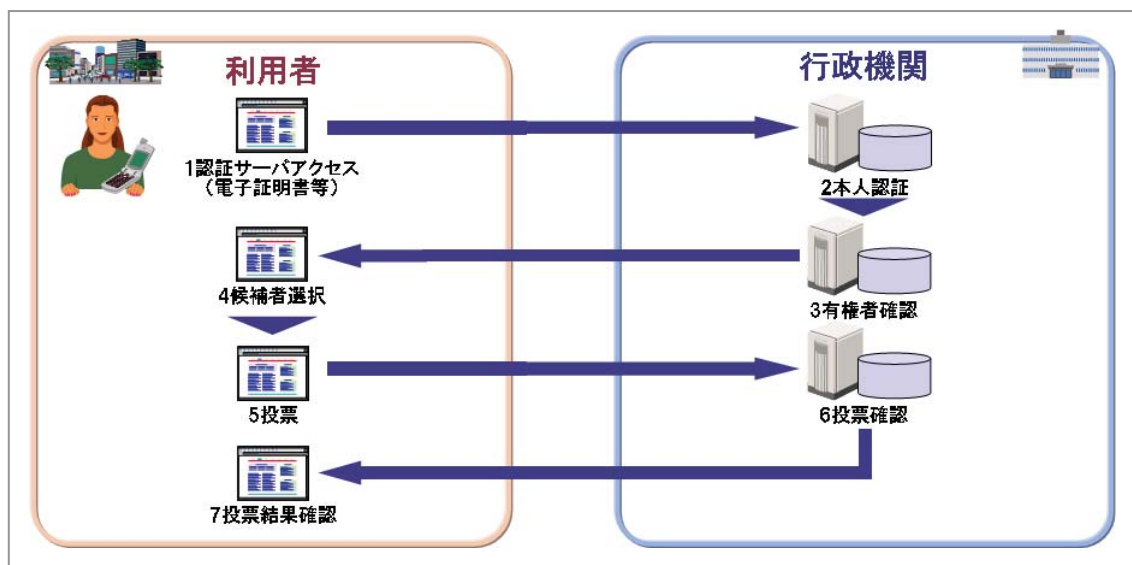 利用者
行政機関
1認証サーバアクセス
（電子証明書等）
2本人認証
3有権者確認
4候補者選択
5投票
6投票確認
7投票結果確認